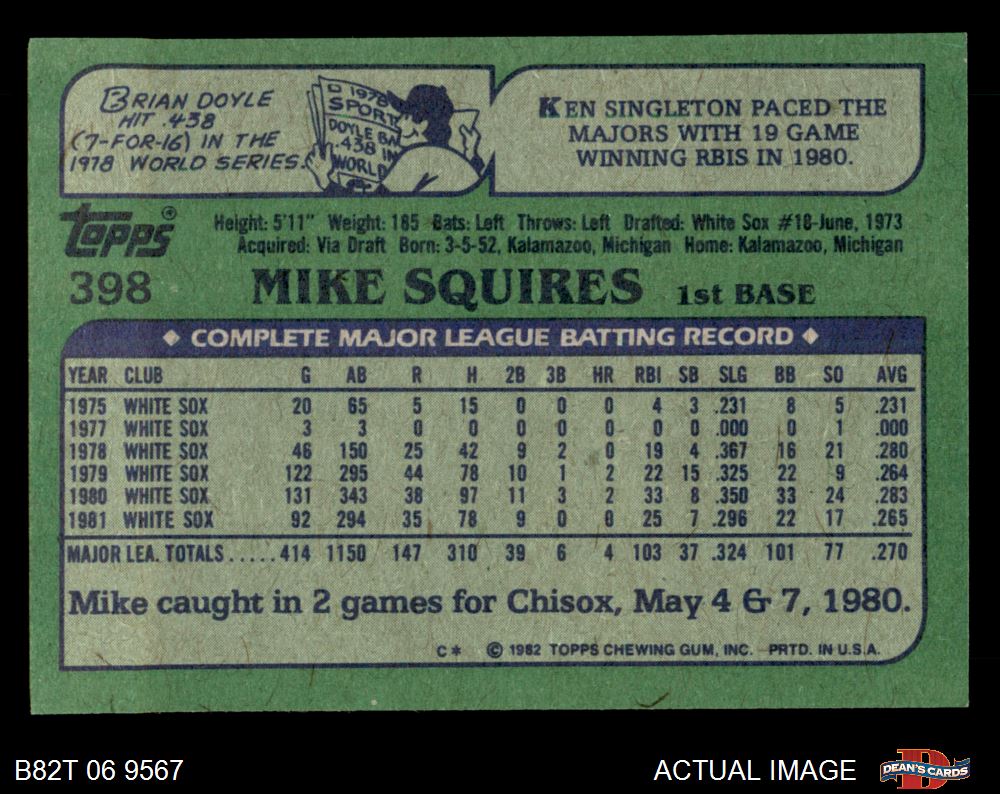 BRIAN DOYLE
HIT .438
(7-FOR-16) IN THE
1978 WORLD SERIES.
1978
SPORT
DOYLE BA
.438 IN
WORLD
KEN SINGLETON PACED THE
MAJORS WITH 19 GAME
WINNING RBIS IN 1980.
Topps®
Height: 5'11" Weight: 185 Bats: Left Throws: Left Drafted: White Sox #18-June, 1973
Acquired: Via Draft Born: 3-5-52, Kalamazoo, Michigan Home: Kalamazoo, Michigan
398 MIKE SQUIRES 1st BASE
◆ COMPLETE MAJOR LEAGUE BATTING RECORD ◆
YEAR CLUB G AB R H 2B 3B HR RBI SB SLG BB SO AVG
1975 WHITE SOX 20 65 5 15 0 0 0 4 3 .231 8 5 .231
1977 WHITE SOX 3 3 0 0 0 0 0 0 0 .000 0 1 .000
1978 WHITE SOX 46 150 25 42 9 2 0 19 4 .367 16 21 .280
1979 WHITE SOX 122 295 44 78 10 1 2 22 15 .325 22 9 .264
1980 WHITE SOX 131 343 38 97 11 3 2 33 8 .350 33 24 .283
1981 WHITE SOX 92 294 35 78 9 0 0 25 7 .296 22 17 .265
MAJOR LEA. TOTALS.....414 1150 147 310 39 6 4 103 37 .324 101 77 .270
Mike caught in 2 games for Chisox, May 4 & 7, 1980.
C* © 1982 TOPPS CHEWING GUM, INC. PRTD. IN U.S.A.
B82T 06 9567
ACTUAL IMAGE
DEAN'S CARDS